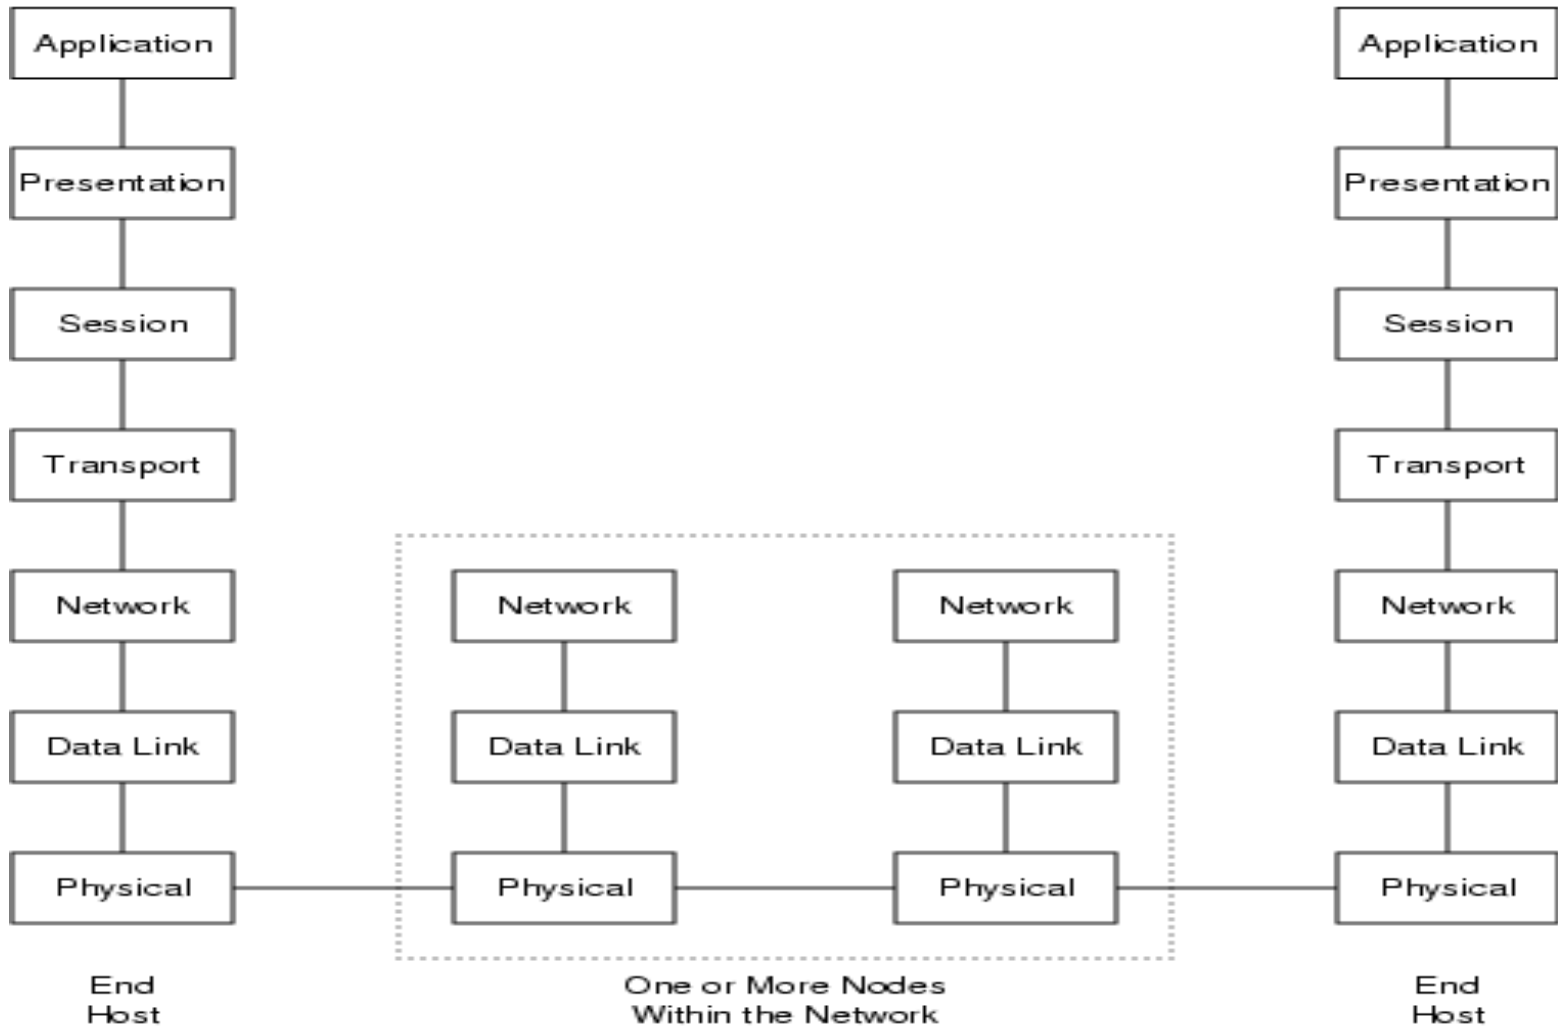 Application
Application
Presentation
Presentation
Session
Session
Transport
Transport
Network
Network
Network
Network
Data Link
Data Link
Data Link
Data Link
Physical
Physical
Physical
Physical
End
Host
One or More Nodes
Within the Network
End
Host